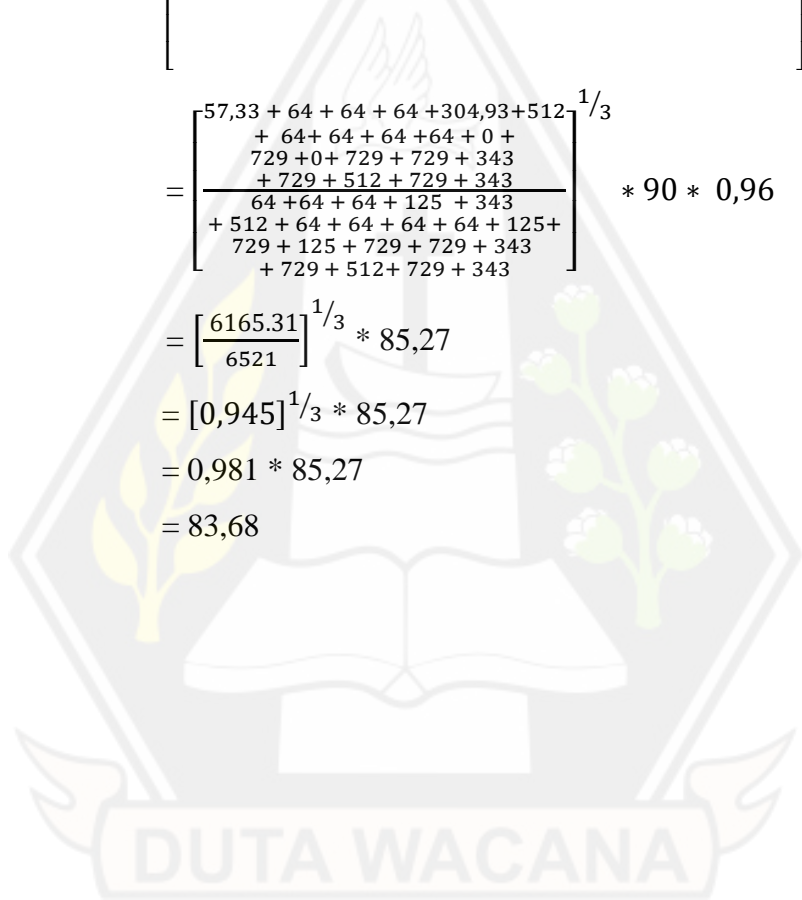 57,33 + 64 + 64 + 64 +304,93+512
+ 64+ 64 + 64 +64 + 0 +
729 +0+ 729 + 729 + 343
+ 729 + 512 + 729 + 343
1/3
=
* 90 * 0,96
64 +64 + 64 + 125 + 343
+ 512 + 64 + 64 + 64 + 64 + 125+
729 + 125 + 729 + 729 + 343
+ 729 + 512+ 729 + 343
= [6165.31/6521]^1/3 * 85,27
= [0,945]^1/3 * 85,27
= 0,981 * 85,27
= 83,68
DUTA WACANA